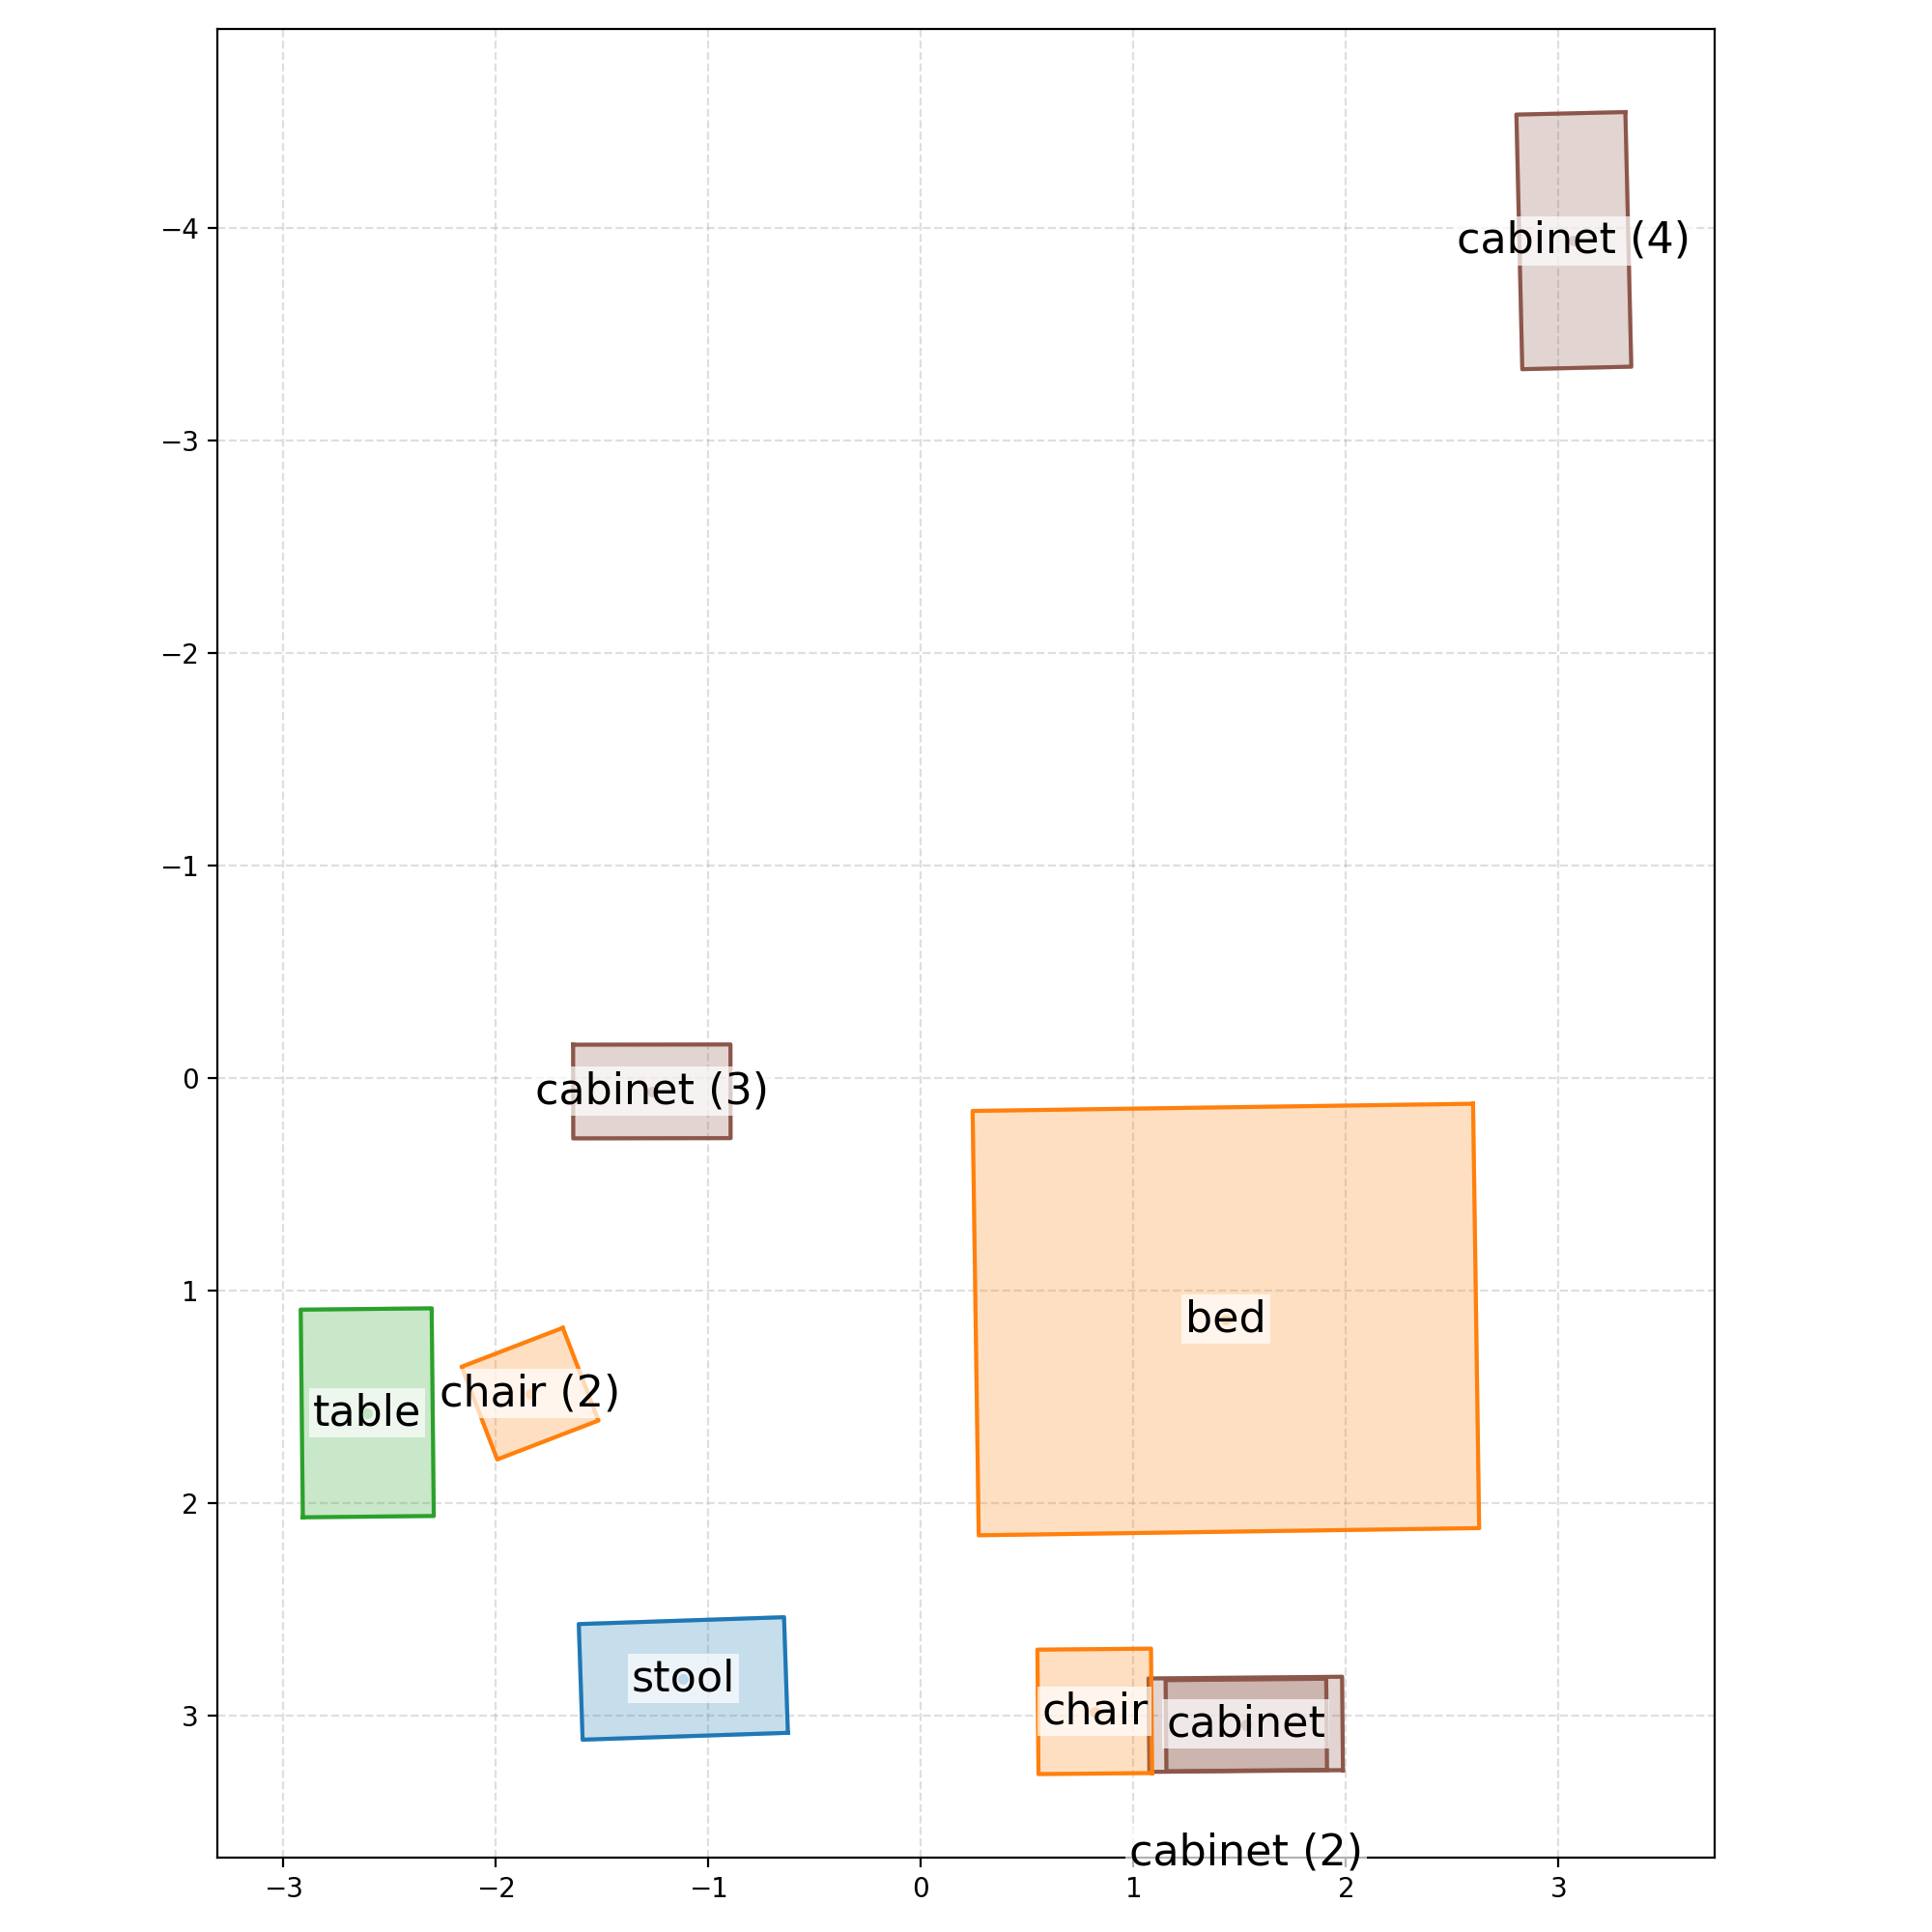 −4
cabinet (4)
−3
−2
−1
0
cabinet (3)
1
bed
chair (2)
table
2
stool
3
chair
cabinet
cabinet (2)
−3 −2 −1 0 1 2 3